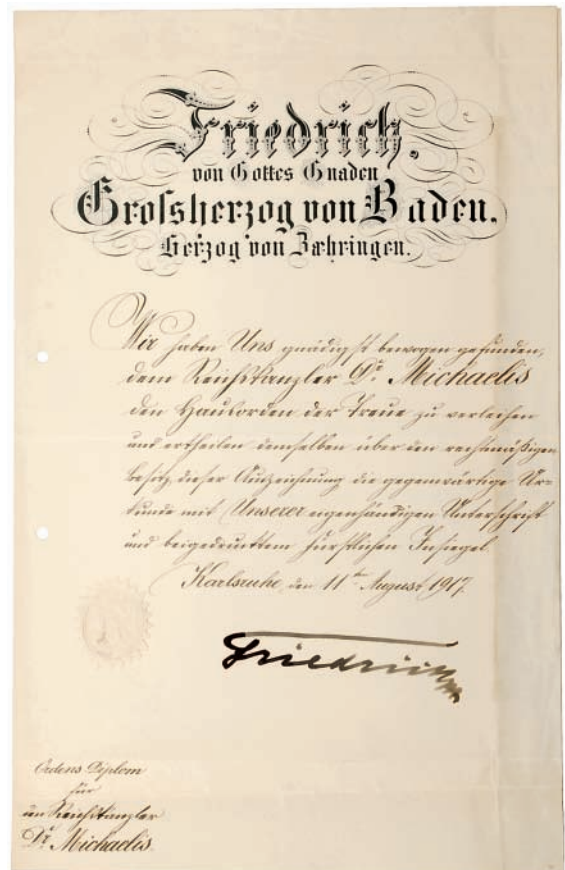 Friedrich,
von Gottes Gnaden
Grofsherzog von Baden,
Herzog von Zæhringen.
Wir haben Uns gnädigst bewogen gefunden,
dem Reichskanzler Dr. Michaelis
den Hausorden der Treue zu verleihen
und ertheilen demselben über den rechtmäßigen
Besitz dieser Auszeichnung die gegenwärtige Ur-
kunde mit Unserer eigenhändigen Unterschrift
und beigedrucktem fürstlichen Insiegel.
Karlsruhe, den 11ten August 1917.
Friedrich
Ordens Diplom
für
den Reichskanzler
Dr. Michaelis.